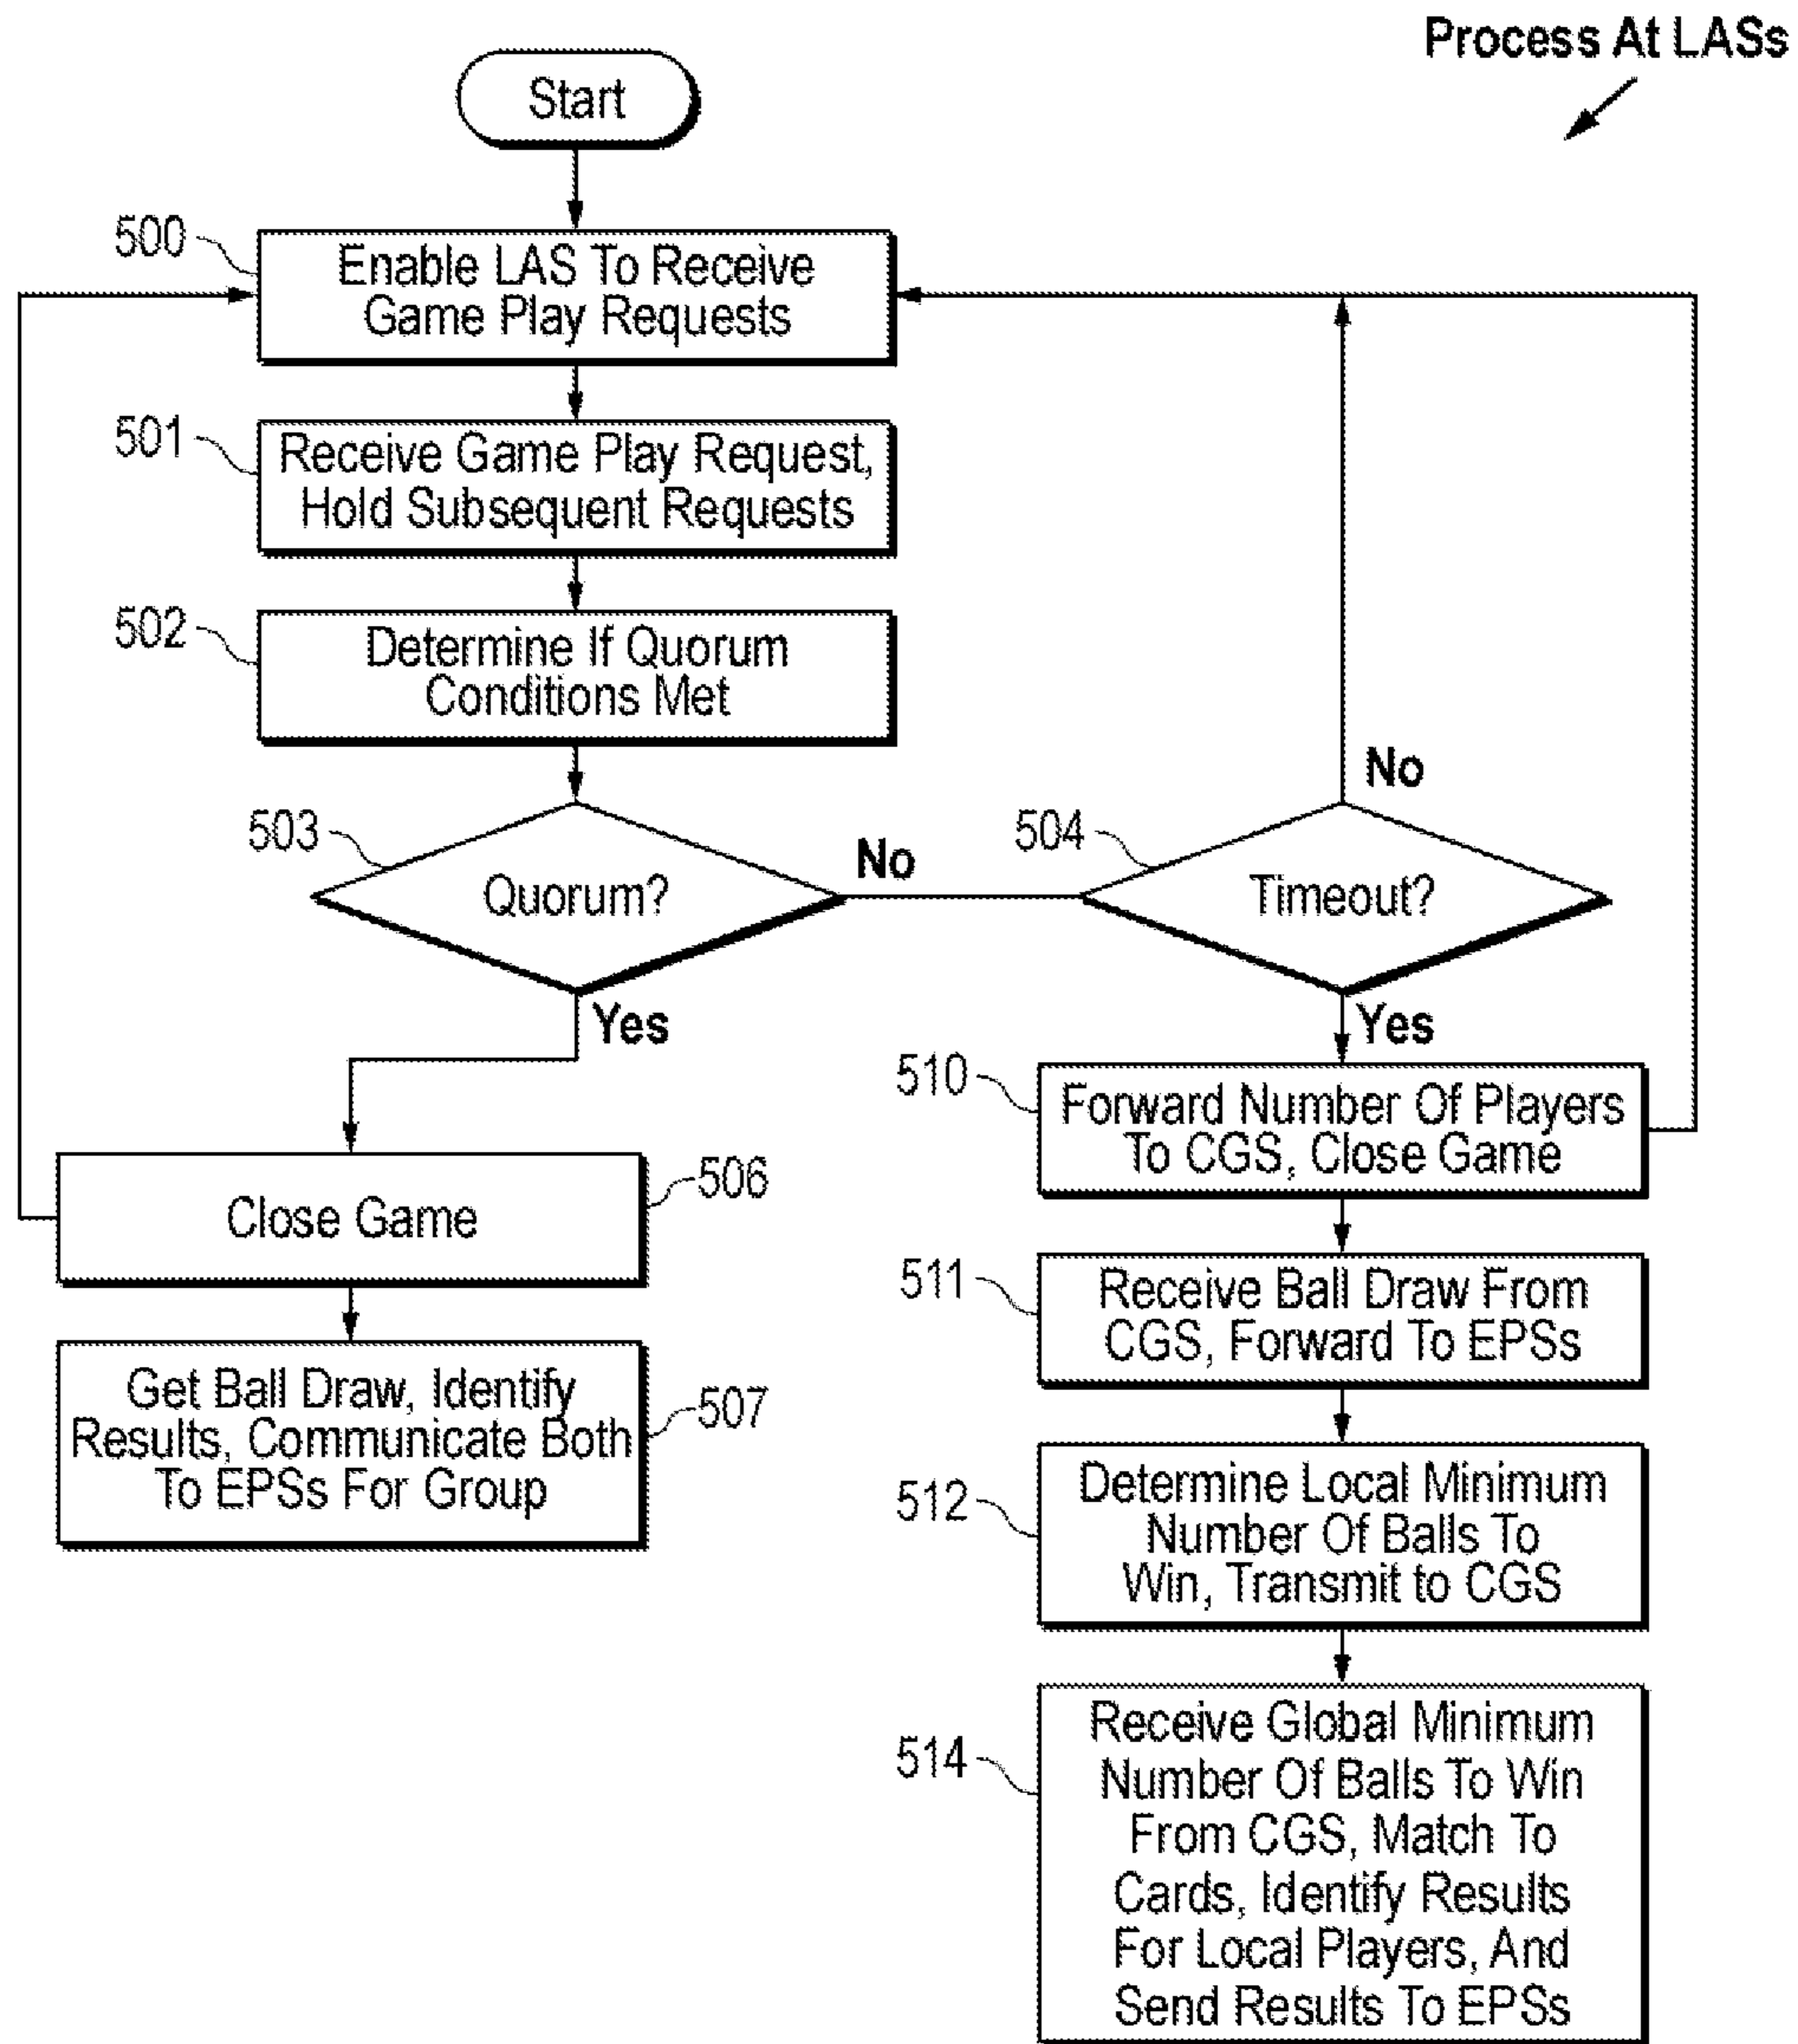 Process At LASs
Start
500
Enable LAS To Receive
Game Play Requests
501
Receive Game Play Request,
Hold Subsequent Requests
502
Determine If Quorum
Conditions Met
No
503
Quorum?
No
504
Timeout?
Yes
Yes
510
Forward Number Of Players
To CGS, Close Game
506
Close Game
511
Receive Ball Draw From
CGS, Forward To EPSs
507
Get Ball Draw, Identify
Results, Communicate Both
To EPSs For Group
512
Determine Local Minimum
Number Of Balls To
Win, Transmit to CGS
514
Receive Global Minimum
Number Of Balls To Win
From CGS, Match To
Cards, Identify Results
For Local Players, And
Send Results To EPSs